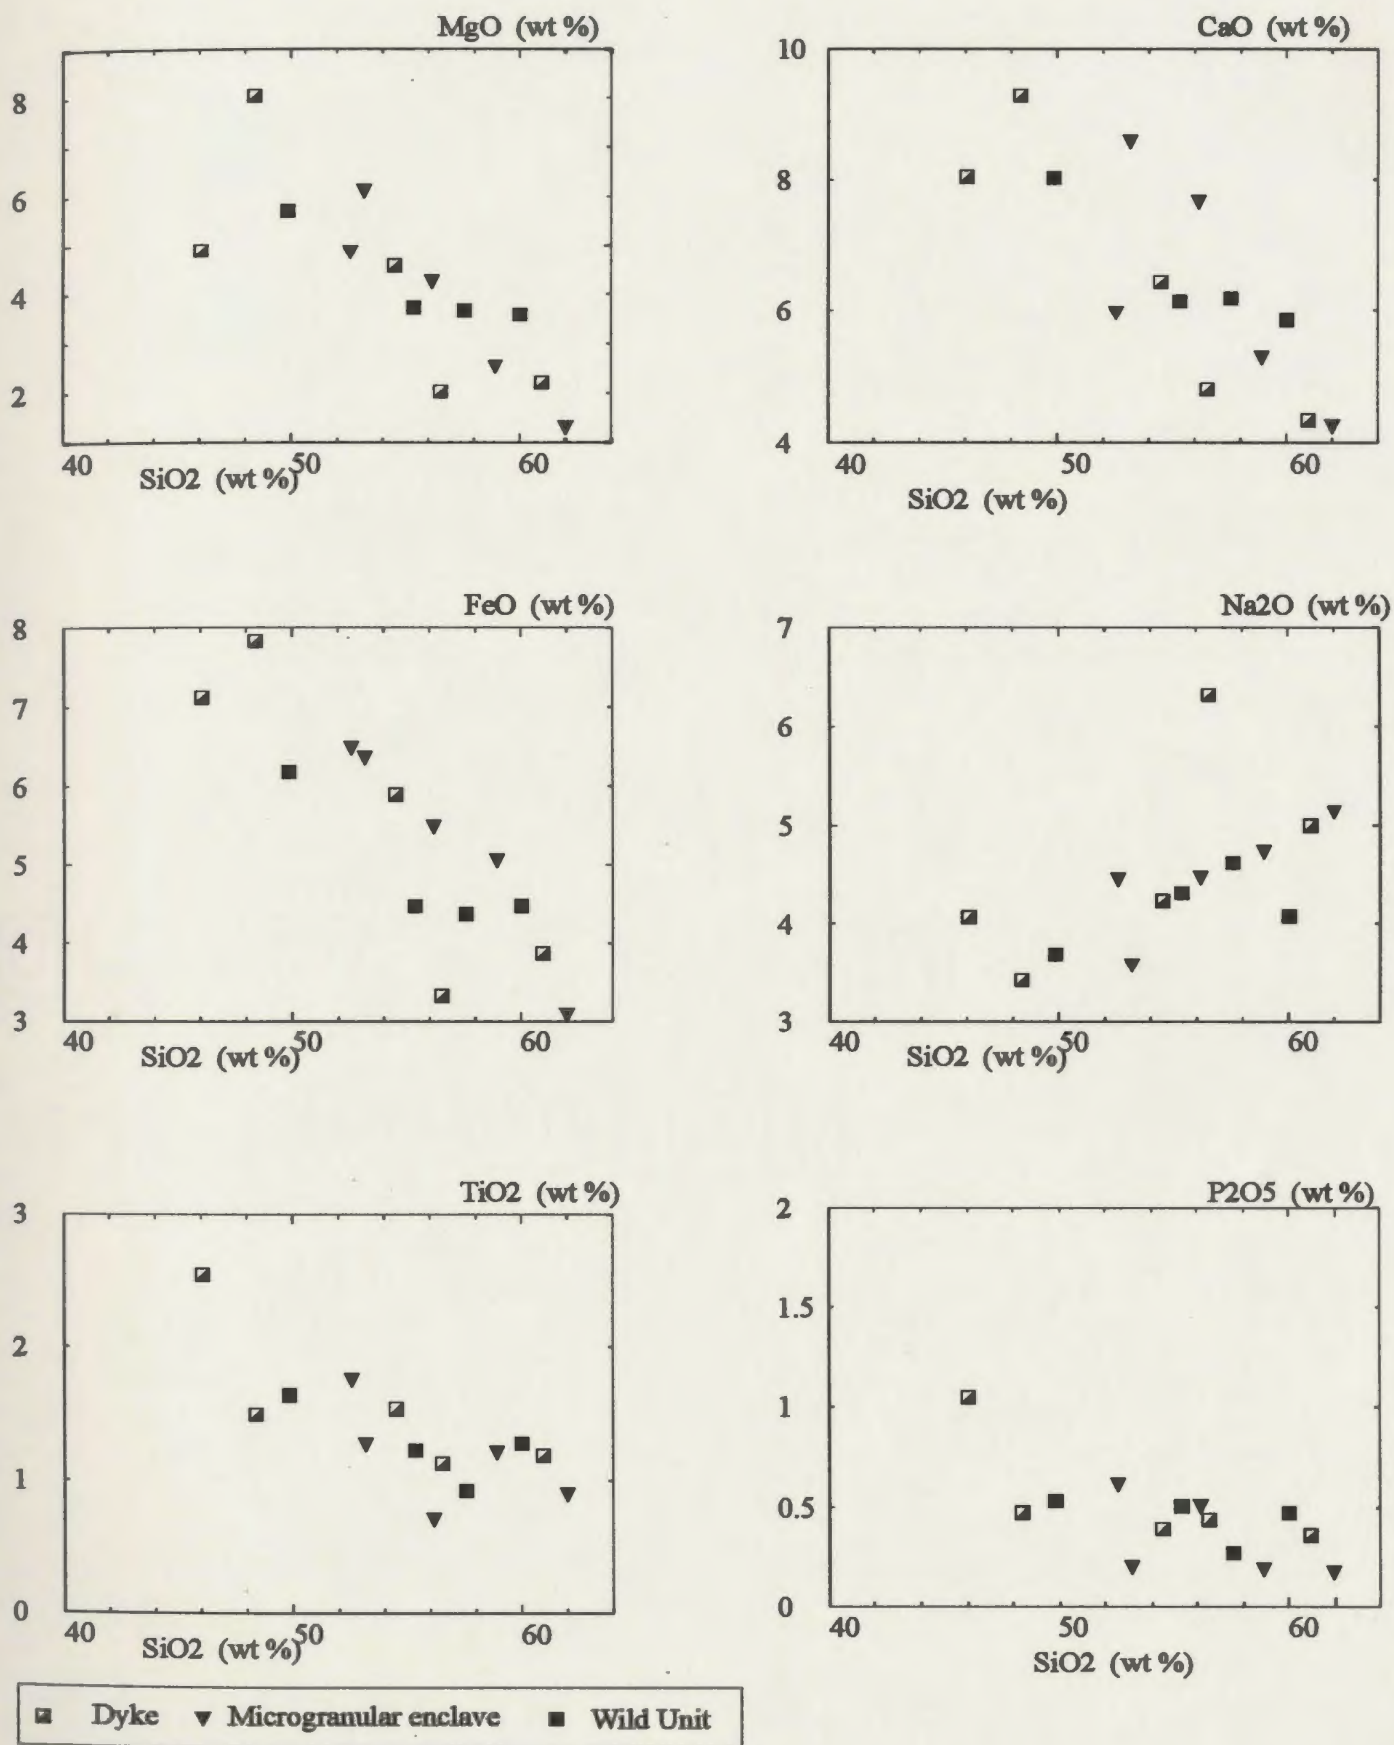 MgO (wt %)
8
6
4
2
40 50 60
SiO2 (wt %)
CaO (wt %)
10
8
6
4
40 50 60
SiO2 (wt %)
FeO (wt %)
8
7
6
5
4
3
40 50 60
SiO2 (wt %)
Na2O (wt %)
7
6
5
4
3
40 50 60
SiO2 (wt %)
TiO2 (wt %)
3
2
1
0
40 50 60
SiO2 (wt %)
P2O5 (wt %)
2
1.5
1
0.5
0
40 50 60
SiO2 (wt %)
Dyke Microgranular enclave Wild Unit